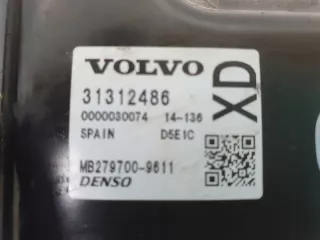 VOLVO
31312486
0000030074 14-136
SPAIN D5E1C
MB279700-9611
DENSO
XD